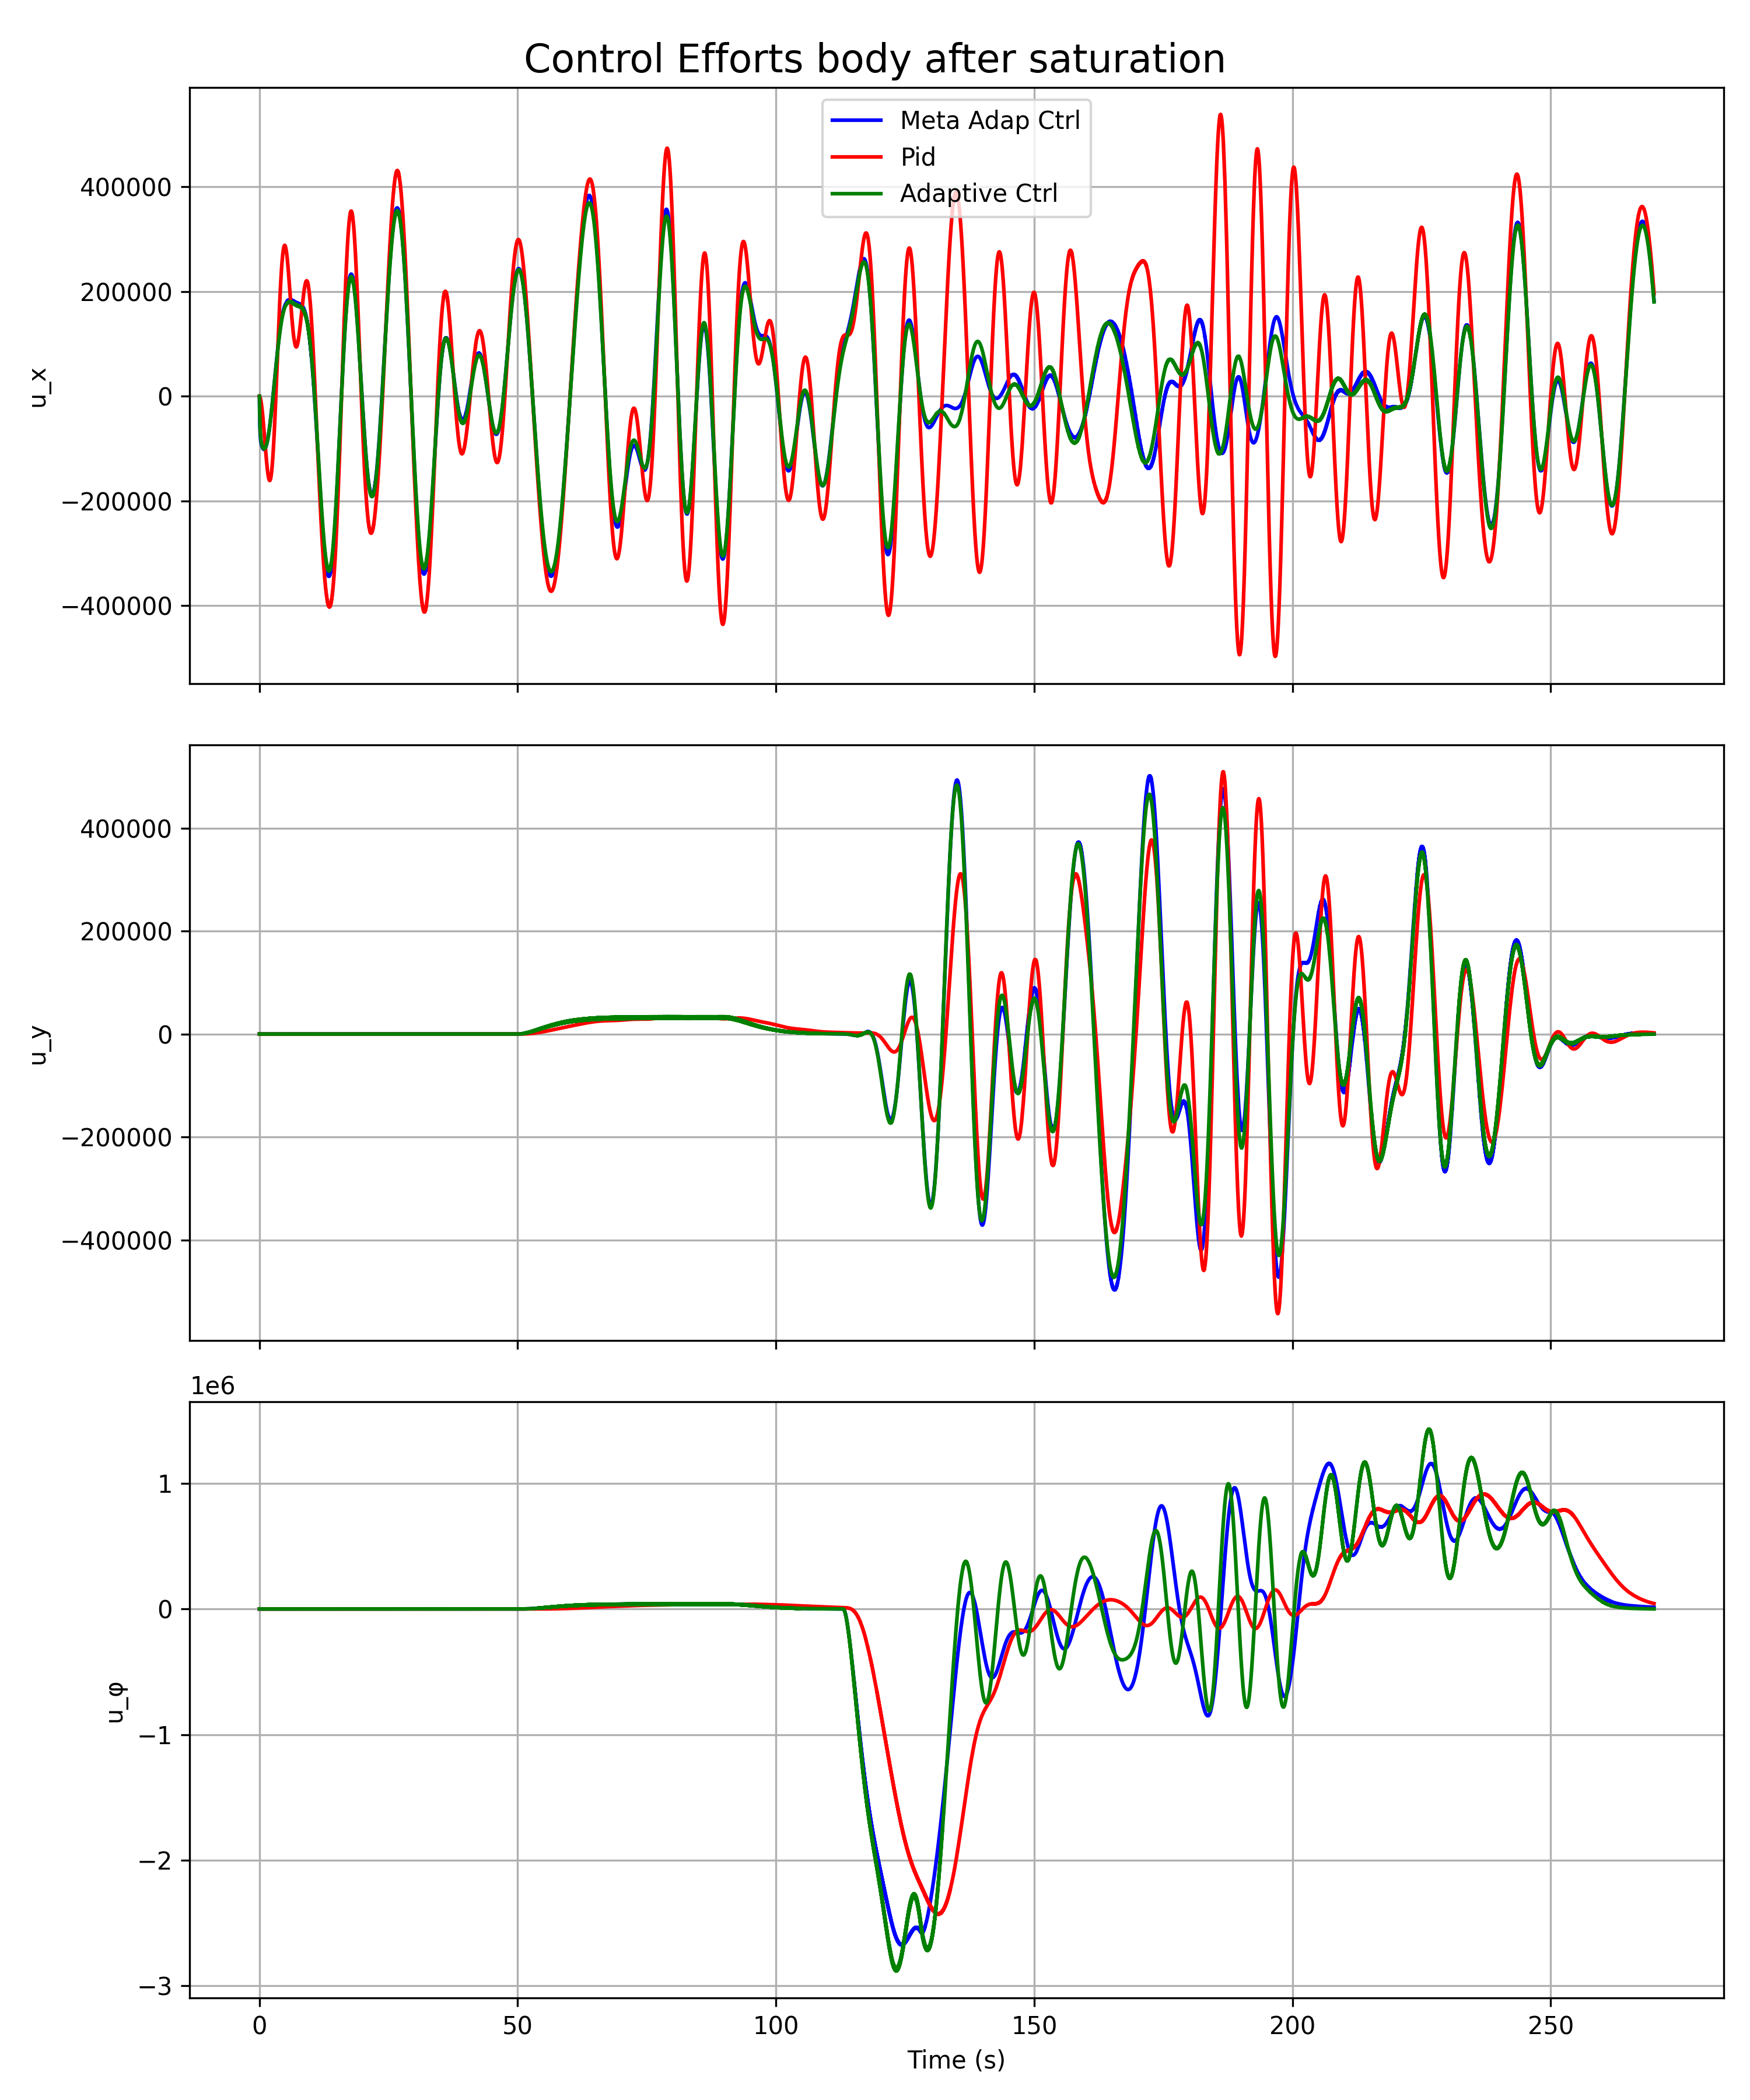 Control Efforts body after saturation
Meta Adap Ctrl
Pid
Adaptive Ctrl
400000
200000
0
−200000
−400000
u_x
400000
200000
0
−200000
−400000
u_y
1e6
1
0
−1
−2
−3
u_φ
0 50 100 150 200 250
Time (s)